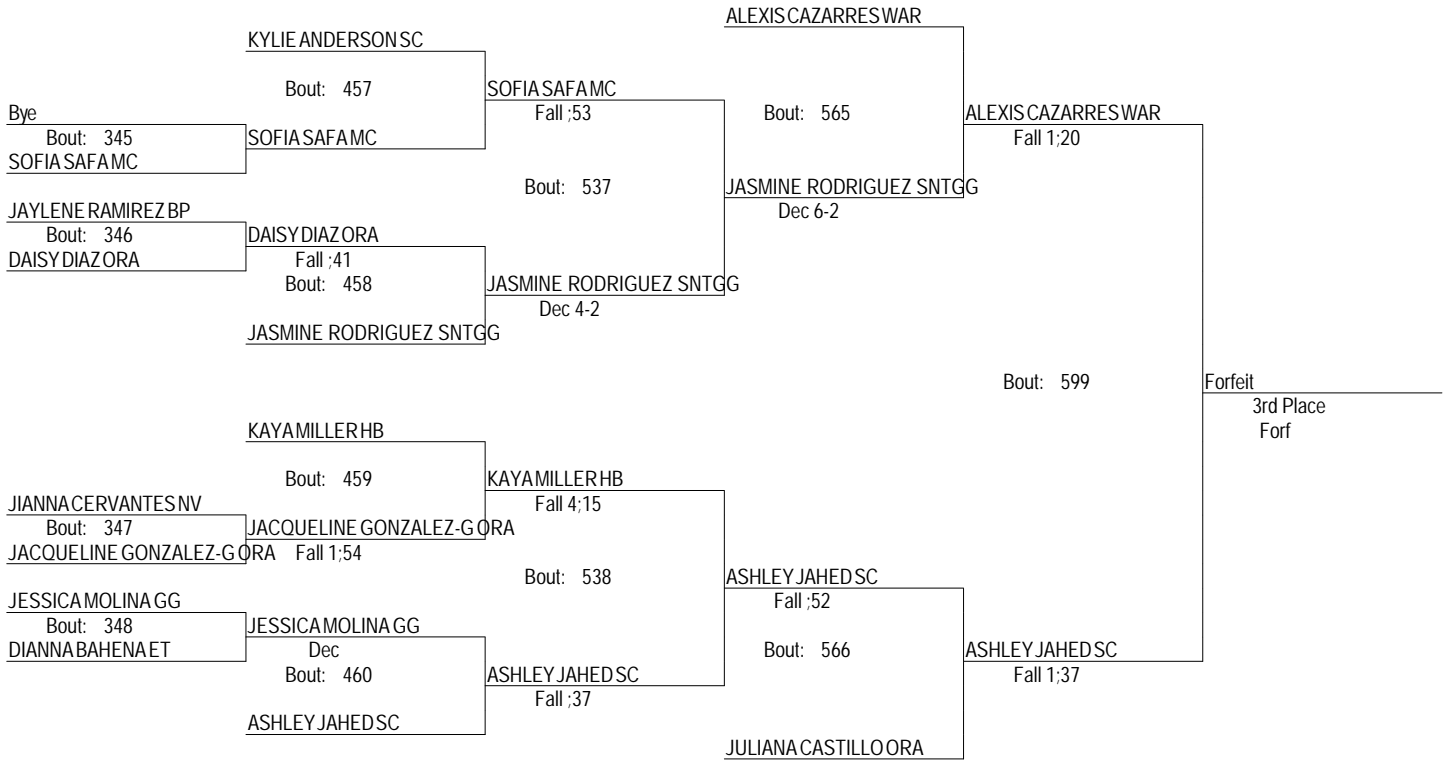 ALEXIS CAZARRES WAR
KYLIE ANDERSON SC
Bout: 457
SOFIA SAFA MC
Fall ;53
Bout: 565
ALEXIS CAZARRES WAR
Fall 1;20
Bye
Bout: 345
SOFIA SAFA MC
SOFIA SAFA MC
Bout: 537
JASMINE RODRIGUEZ SNTGG
Dec 6-2
JAYLENE RAMIREZ BP
Bout: 346
DAISY DIAZ ORA
DAISY DIAZ ORA
Fall ;41
Bout: 458
JASMINE RODRIGUEZ SNTGG
Dec 4-2
JASMINE RODRIGUEZ SNTGG
Bout: 599
Forfeit
3rd Place
Forf
KAYA MILLER HB
Bout: 459
KAYA MILLER HB
Fall 4;15
JIANNA CERVANTES NV
Bout: 347
JACQUELINE GONZALEZ-G ORA
JACQUELINE GONZALEZ-G ORA
Fall 1;54
Bout: 538
ASHLEY JAHED SC
Fall ;52
JESSICA MOLINA GG
Bout: 348
DIANNA BAHENA ET
JESSICA MOLINA GG
Dec
Bout: 460
ASHLEY JAHED SC
Fall ;37
Bout: 566
ASHLEY JAHED SC
Fall 1;37
ASHLEY JAHED SC
JULIANA CASTILLO ORA